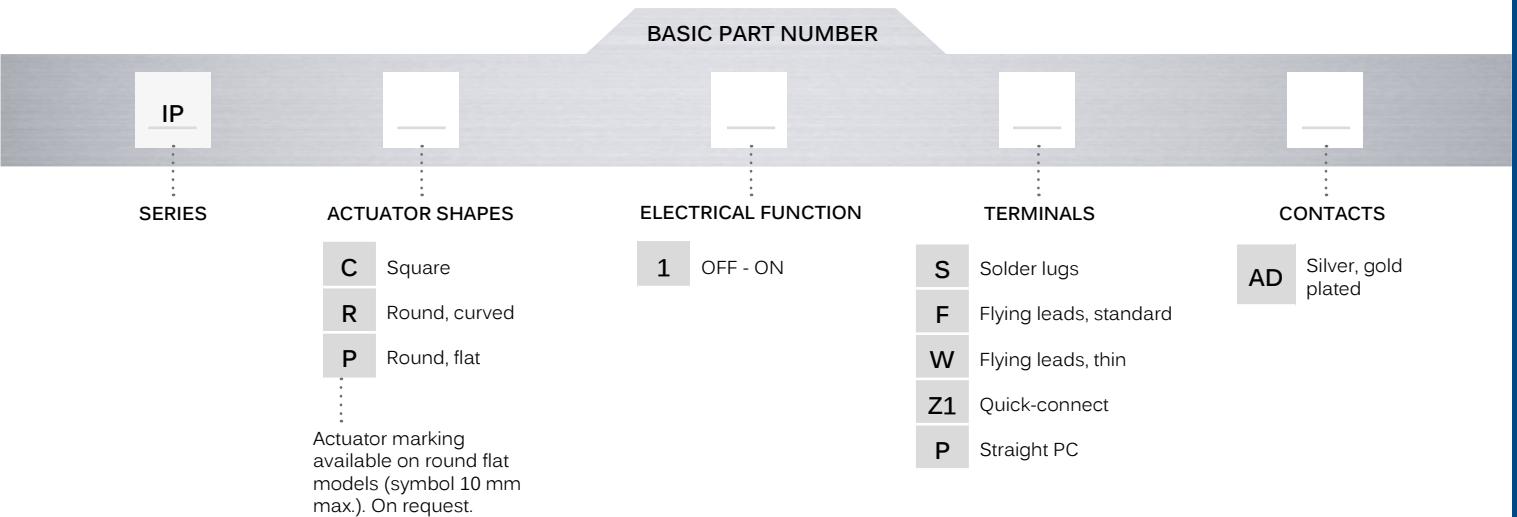 BASIC PART NUMBER
IP
SERIES
ACTUATOR SHAPES
C Square
R Round, curved
P Round, flat
Actuator marking
available on round flat
models (symbol 10 mm
max.). On request.
ELECTRICAL FUNCTION
1 OFF - ON
TERMINALS
S Solder lugs
F Flying leads, standard
W Flying leads, thin
Z1 Quick-connect
P Straight PC
CONTACTS
AD Silver, gold
plated